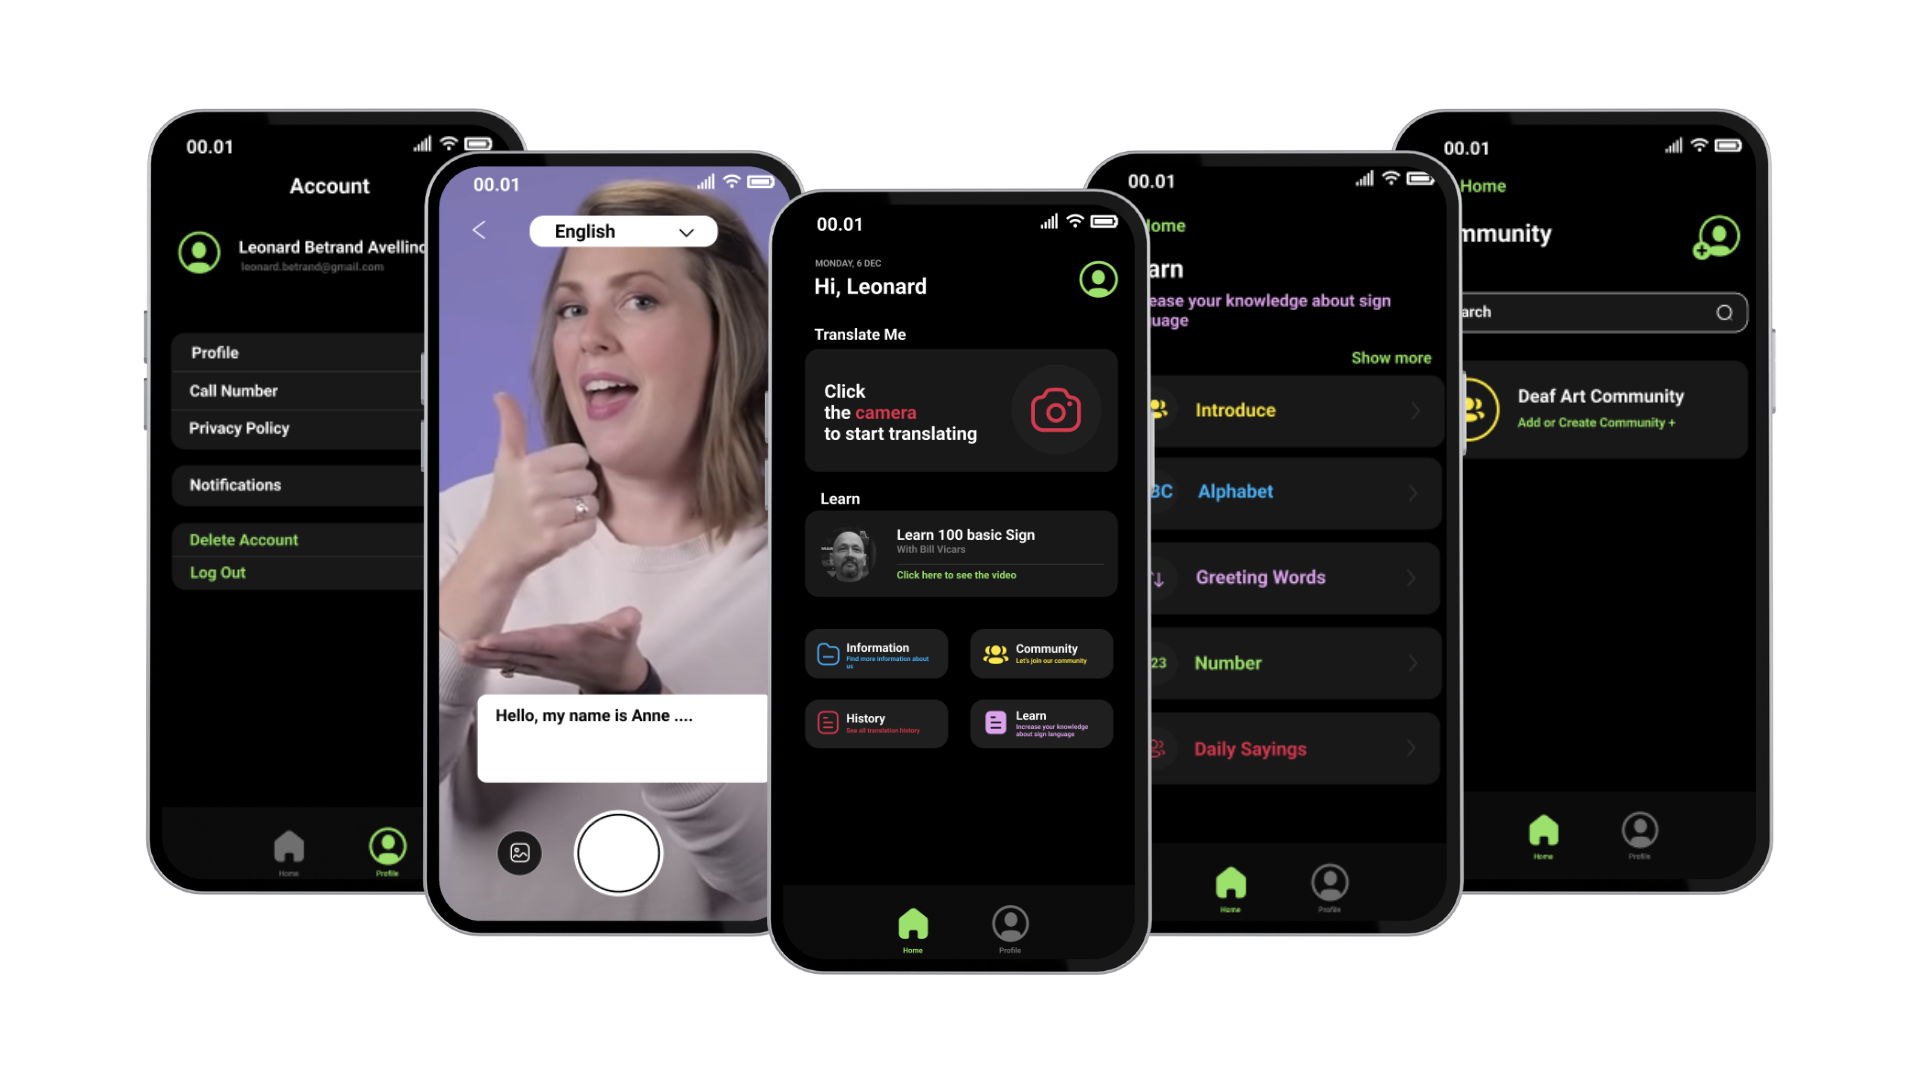 00.01
Account
Leonard Betrand Avellino
leonard.betrand@gmail.com
Profile
Call Number
Privacy Policy
Notifications
Delete Account
Log Out
Home
Profile
00.01
English
Hello, my name is Anne ....
00.01
MONDAY, 6 DEC
Hi, Leonard
Translate Me
Click
the camera
to start translating
Learn
Learn 100 basic Sign
With Bill Vicars
Click here to see the video
Information
Find more information about
us
Community
Let's join our community
History
See all translation history
Learn
Increase your knowledge
about sign language
Home
Profile
00.01
ome
arn
ease your knowledge about sign
uage
Show more
Introduce
BC
Alphabet
Greeting Words
23
Number
Daily Sayings
Home
Profile
00.01
Home
mmunity
arch
Deaf Art Community
Add or Create Community +
Home
Profile